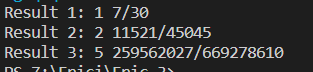 Result 1: 1 7/30
Result 2: 2 11521/45045
Result 3: 5 259562027/669278610